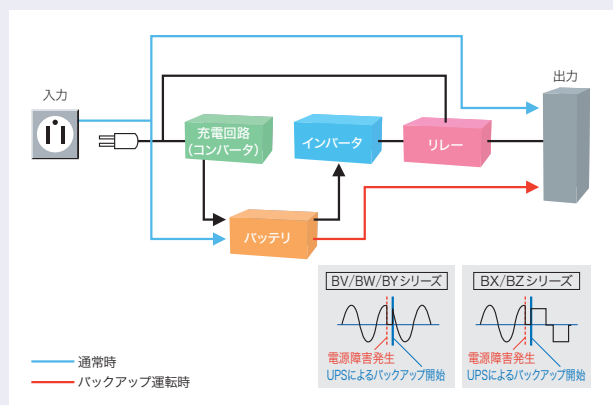 入力
出力
充電回路
(コンバータ)
インバータ
リレー
バッテリ
BV/BW/BYシリーズ
電源障害発生
UPSによるバックアップ開始
BX/BZシリーズ
電源障害発生
UPSによるバックアップ開始
通常時
バックアップ運転時